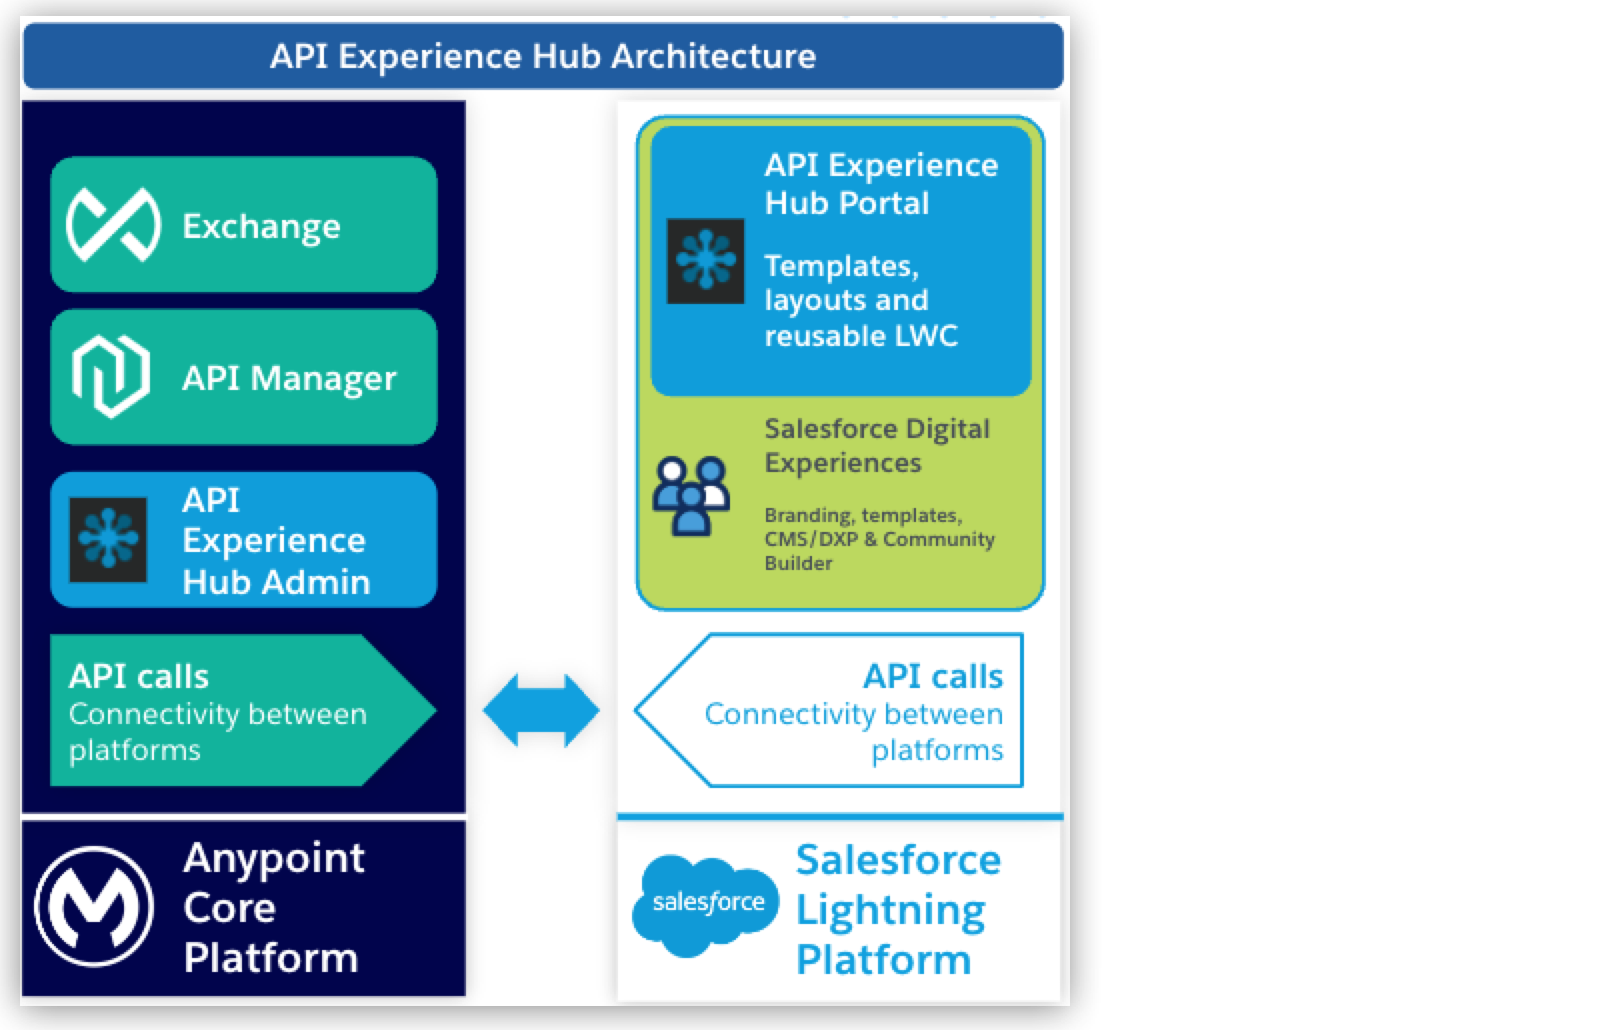 API Experience Hub Architecture
Exchange
API Manager
API
Experience
Hub Admin
API calls
Connectivity between
platforms
Anypoint
Core
Platform
API Experience
Hub Portal
Templates,
layouts and
reusable LWC
Salesforce Digital
Experiences
Branding, templates,
CMS/DXP & Community
Builder
API calls
Connectivity between
platforms
salesforce
Salesforce
Lightning
Platform